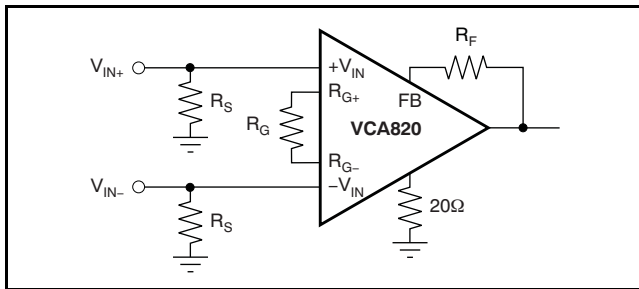 R_F
V_IN+
+V_IN
R_S
R_G+
FB
R_G
VCA820
R_G−
V_IN−
−V_IN
R_S
20Ω